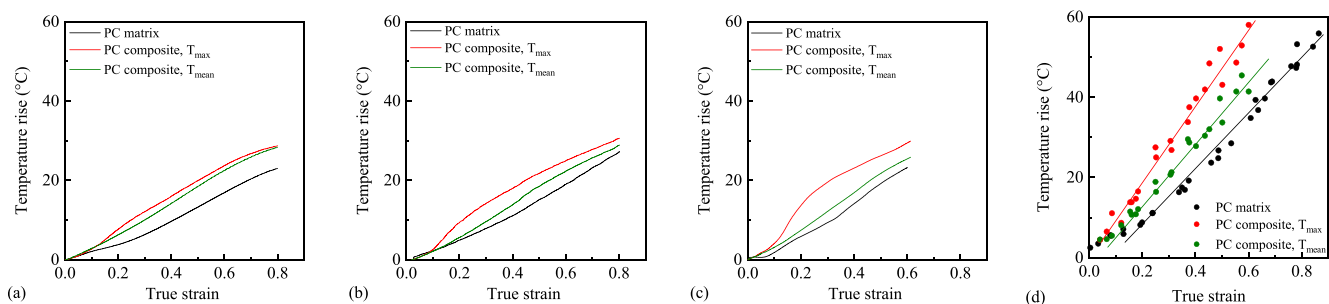 60
40
20
0
Temperature rise (°C)
PC matrix
PC composite, Tmax
PC composite, Tmean
0.0 0.2 0.4 0.6 0.8
True strain
(a)
60
40
20
0
Temperature rise (°C)
PC matrix
PC composite, Tmax
PC composite, Tmean
0.0 0.2 0.4 0.6 0.8
True strain
(b)
60
40
20
0
Temperature rise (°C)
PC matrix
PC composite, Tmax
PC composite, Tmean
0.0 0.2 0.4 0.6 0.8
True strain
(c)
60
40
20
0
Temperature rise (°C)
PC matrix
PC composite, Tmax
PC composite, Tmean
0.0 0.2 0.4 0.6 0.8
True strain
(d)